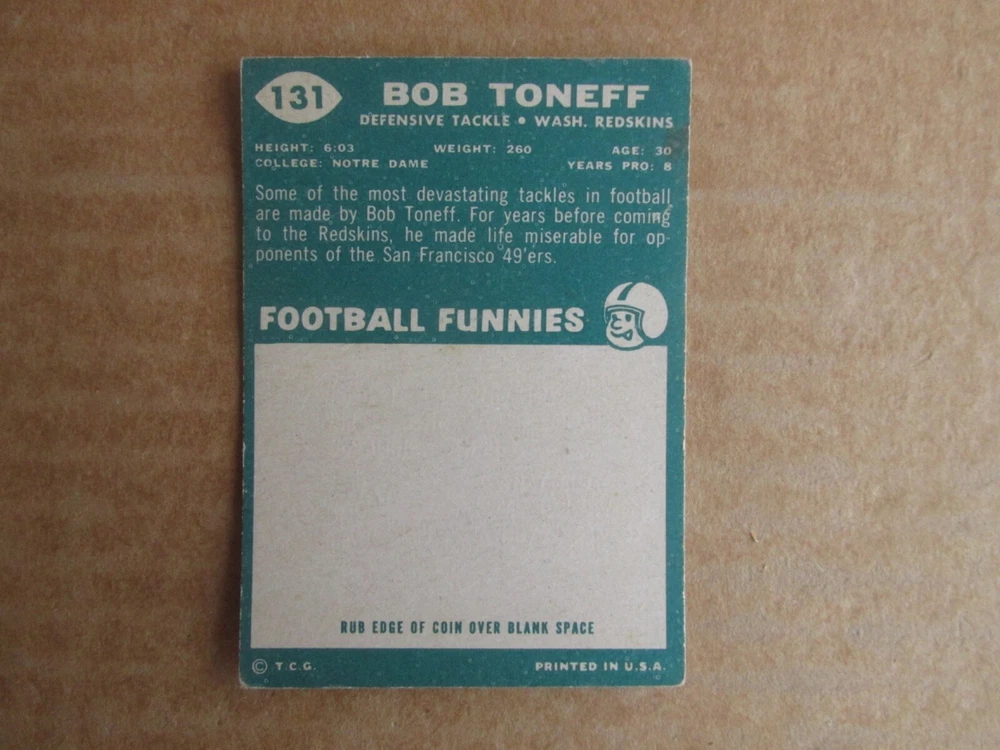 131
BOB TONEFF
DEFENSIVE TACKLE • WASH. REDSKINS
HEIGHT: 6:03 WEIGHT: 260 AGE: 30
COLLEGE: NOTRE DAME YEARS PRO: 8
Some of the most devastating tackles in football
are made by Bob Toneff. For years before coming
to the Redskins, he made life miserable for op-
ponents of the San Francisco 49'ers.
FOOTBALL FUNNIES
RUB EDGE OF COIN OVER BLANK SPACE
© T.C.G. PRINTED IN U.S.A.